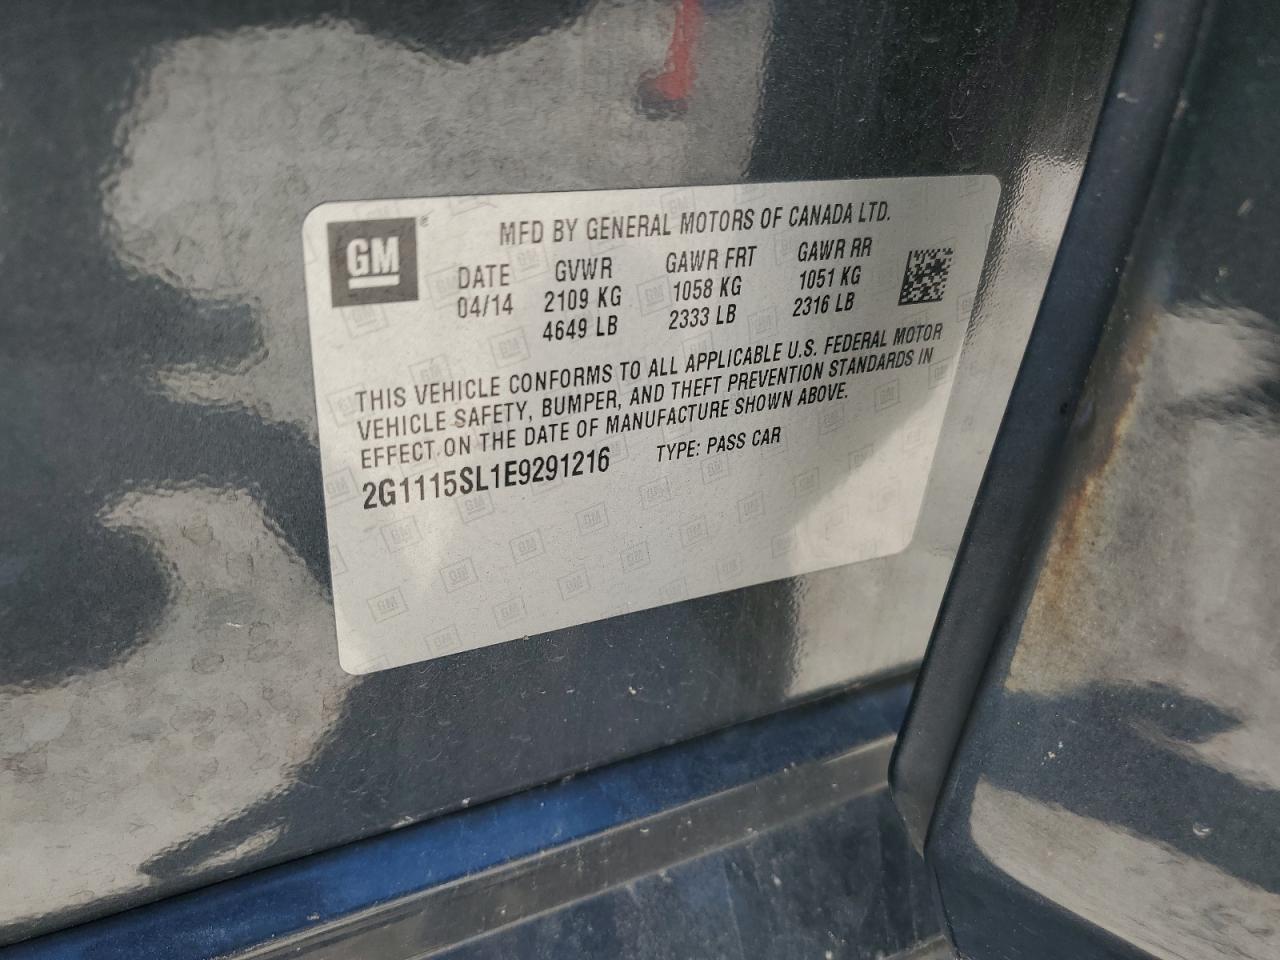 GM®
MFD BY GENERAL MOTORS OF CANADA LTD.
DATE GVWR GAWR FRT GAWR RR
04/14 2109 KG 1058 KG 1051 KG
4649 LB 2333 LB 2316 LB
THIS VEHICLE CONFORMS TO ALL APPLICABLE U.S. FEDERAL MOTOR
VEHICLE SAFETY, BUMPER, AND THEFT PREVENTION STANDARDS IN
EFFECT ON THE DATE OF MANUFACTURE SHOWN ABOVE.
2G1115SL1E9291216 TYPE: PASS CAR